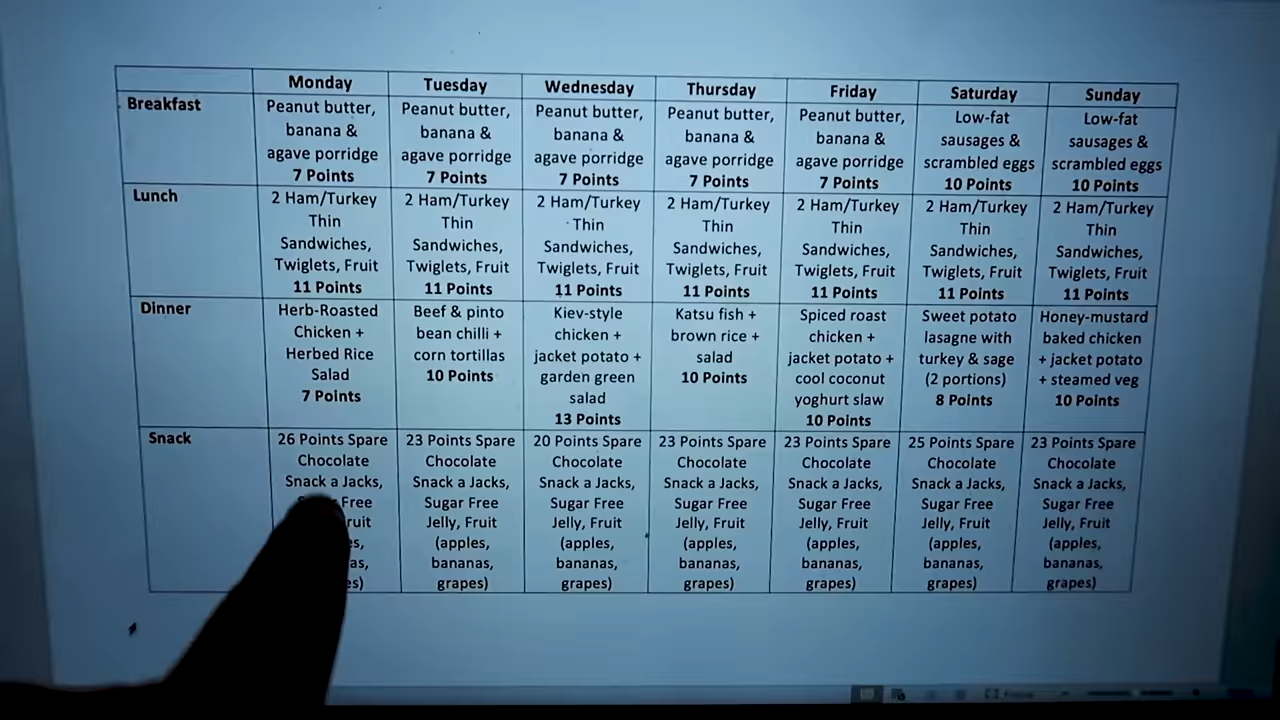 Monday Tuesday Wednesday Thursday Friday Saturday Sunday
Breakfast
Peanut butter,
banana &
agave porridge
7 Points
Peanut butter,
banana &
agave porridge
7 Points
Peanut butter,
banana &
agave porridge
7 Points
Peanut butter,
banana &
agave porridge
7 Points
Peanut butter,
banana &
agave porridge
7 Points
Low-fat
sausages &
scrambled eggs
10 Points
Low-fat
sausages &
scrambled eggs
10 Points
Lunch
2 Ham/Turkey
Thin
Sandwiches,
Twiglets, Fruit
11 Points
2 Ham/Turkey
Thin
Sandwiches,
Twiglets, Fruit
11 Points
2 Ham/Turkey
Thin
Sandwiches,
Twiglets, Fruit
11 Points
2 Ham/Turkey
Thin
Sandwiches,
Twiglets, Fruit
11 Points
2 Ham/Turkey
Thin
Sandwiches,
Twiglets, Fruit
11 Points
2 Ham/Turkey
Thin
Sandwiches,
Twiglets, Fruit
11 Points
2 Ham/Turkey
Thin
Sandwiches,
Twiglets, Fruit
11 Points
Dinner
Herb-Roasted
Chicken +
Herbed Rice
Salad
7 Points
Beef & pinto
bean chilli +
corn tortillas
10 Points
Kiev-style
chicken +
jacket potato +
garden green
salad
13 Points
Katsu fish +
brown rice +
salad
10 Points
Spiced roast
chicken +
jacket potato +
cool coconut
yoghurt slaw
10 Points
Sweet potato
lasagne with
turkey & sage
(2 portions)
8 Points
Honey-mustard
baked chicken
+ jacket potato
+ steamed veg
10 Points
Snack
26 Points Spare
Chocolate
Snack a Jacks,
Free
23 Points Spare
Chocolate
Snack a Jacks,
Sugar Free
Jelly, Fruit
(apples,
bananas,
grapes)
20 Points Spare
Chocolate
Snack a Jacks,
Sugar Free
Jelly, Fruit
(apples,
bananas,
grapes)
23 Points Spare
Chocolate
Snack a Jacks,
Sugar Free
Jelly, Fruit
(apples,
bananas,
grapes)
23 Points Spare
Chocolate
Snack a Jacks,
Sugar Free
Jelly, Fruit
(apples,
bananas,
grapes)
25 Points Spare
Chocolate
Snack a Jacks,
Sugar Free
Jelly, Fruit
(apples,
bananas,
grapes)
23 Points Spare
Chocolate
Snack a Jacks,
Sugar Free
Jelly, Fruit
(apples,
bananas,
grapes)
Focus